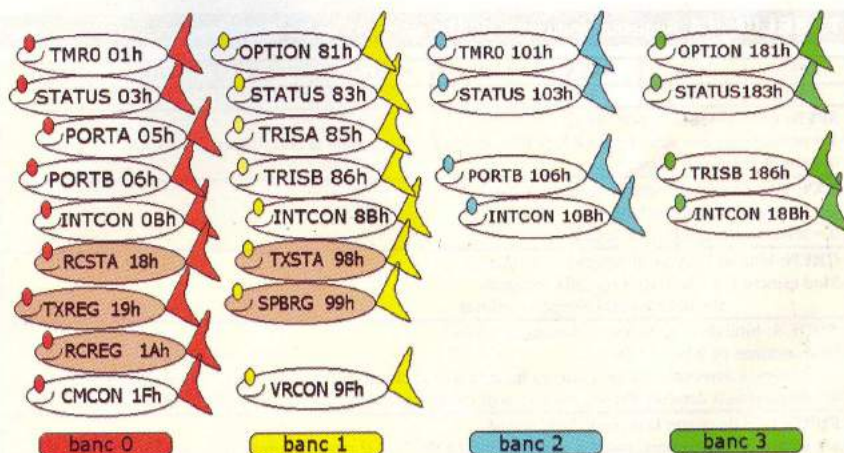 TMR0 01h
OPTION 81h
TMR0 101h
OPTION 181h
STATUS 03h
STATUS 83h
STATUS 103h
STATUS183h
PORTA 05h
TRISA 85h
PORTB 06h
TRISB 86h
PORTB 106h
TRISB 186h
INTCON 0Bh
INTCON 8Bh
INTCON 10Bh
INTCON 18Bh
RCSTA 18h
TXSTA 98h
TXREG 19h
SPBRG 99h
RCREG 1Ah
CMCON 1Fh
VRCON 9Fh
banc 0
banc 1
banc 2
banc 3